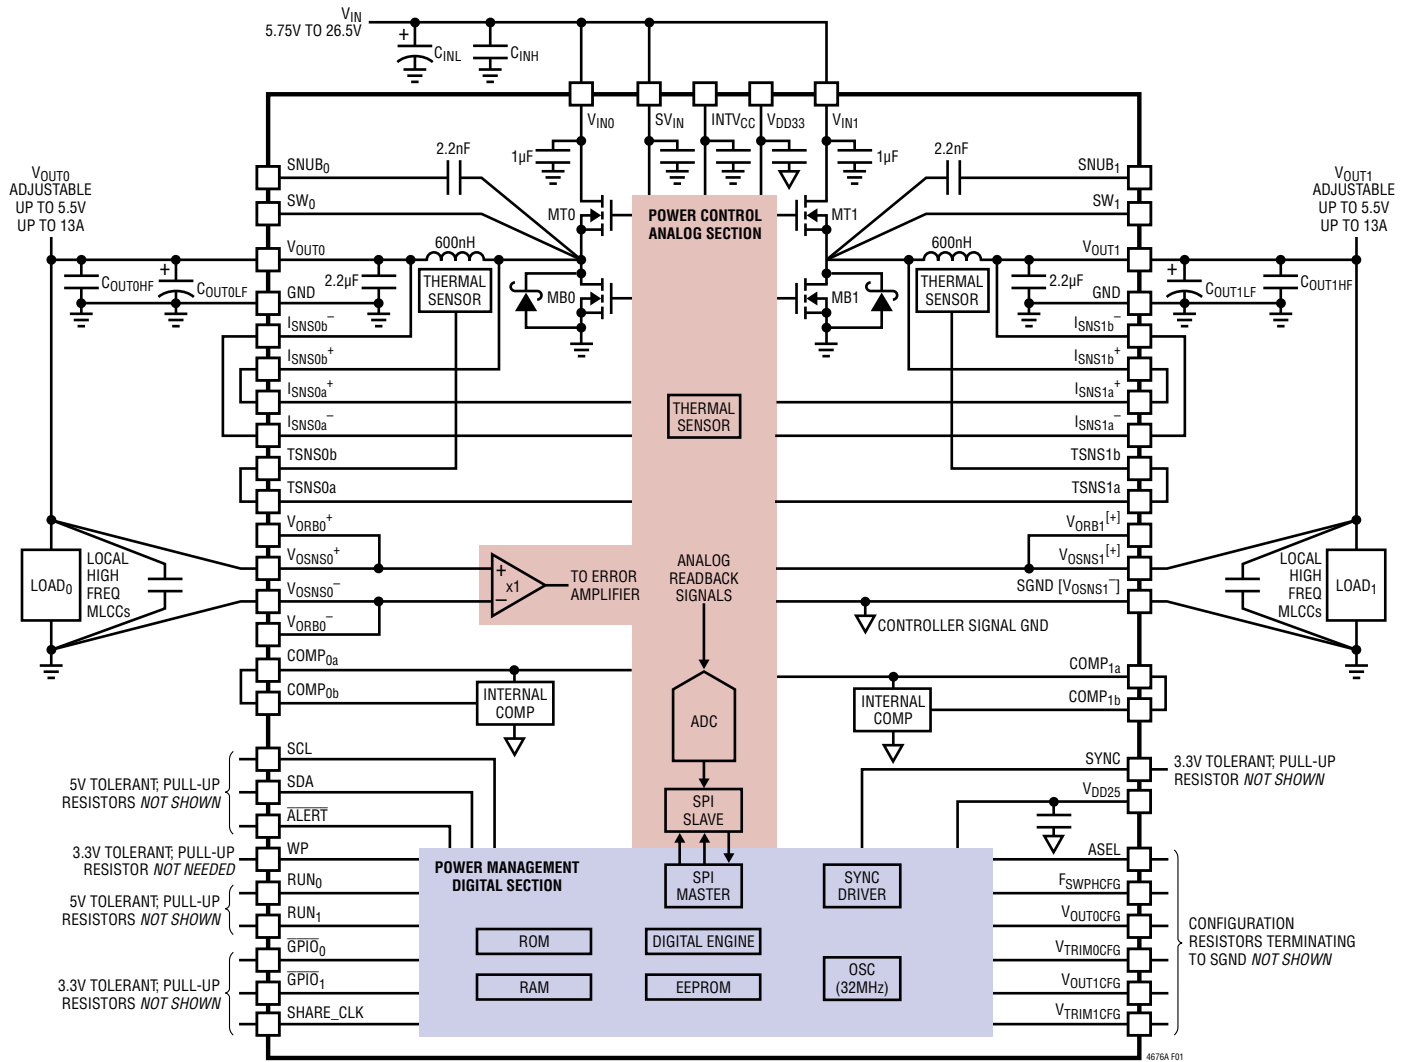 VIN
5.75V TO 26.5V
+
CINL
CINH
VIN0
SVIN
INTVCC
VDD33
VIN1
1µF
1µF
2.2nF
2.2nF
SNUB0
SNUB1
VOUT0
ADJUSTABLE
UP TO 5.5V
UP TO 13A
VOUT1
ADJUSTABLE
UP TO 5.5V
UP TO 13A
SW0
SW1
MT0
POWER CONTROL
ANALOG SECTION
MT1
VOUT0
600nH
600nH
VOUT1
COUT0HF
+
COUT0LF
GND
2.2µF
THERMAL
SENSOR
MB0
MB1
THERMAL
SENSOR
2.2µF
GND
+
COUT1LF
COUT1HF
ISNS0b–
ISNS1b–
ISNS0b+
ISNS1b+
ISNS0a+
ISNS1a+
THERMAL
SENSOR
ISNS0a–
ISNS1a–
TSNS0b
TSNS1b
TSNS0a
TSNS1a
VORB0+
VORB1[+]
VOSNS0+
VOSNS1[+]
VOSNS0–
SGND [VOSNS1–]
VORB0–
LOAD0
LOCAL
HIGH
FREQ
MLCCs
+
–
x1
TO ERROR
AMPLIFIER
ANALOG
READBACK
SIGNALS
CONTROLLER SIGNAL GND
LOCAL
HIGH
FREQ
MLCCs
LOAD1
COMP0a
COMP1a
COMP0b
COMP1b
INTERNAL
COMP
ADC
INTERNAL
COMP
SCL
SDA
ALERT
5V TOLERANT; PULL-UP
RESISTORS NOT SHOWN
SYNC
3.3V TOLERANT; PULL-UP
RESISTOR NOT SHOWN
VDD25
SPI
SLAVE
WP
3.3V TOLERANT; PULL-UP
RESISTOR NOT NEEDED
RUN0
RUN1
5V TOLERANT; PULL-UP
RESISTORS NOT SHOWN
GPIO0
GPIO1
SHARE_CLK
3.3V TOLERANT; PULL-UP
RESISTORS NOT SHOWN
POWER MANAGEMENT
DIGITAL SECTION
SPI
MASTER
SYNC
DRIVER
ROM
DIGITAL ENGINE
RAM
EEPROM
OSC
(32MHz)
ASEL
FSWPHCFG
VOUT0CFG
VTRIM0CFG
VOUT1CFG
VTRIM1CFG
CONFIGURATION
RESISTORS TERMINATING
TO SGND NOT SHOWN
4676A F01